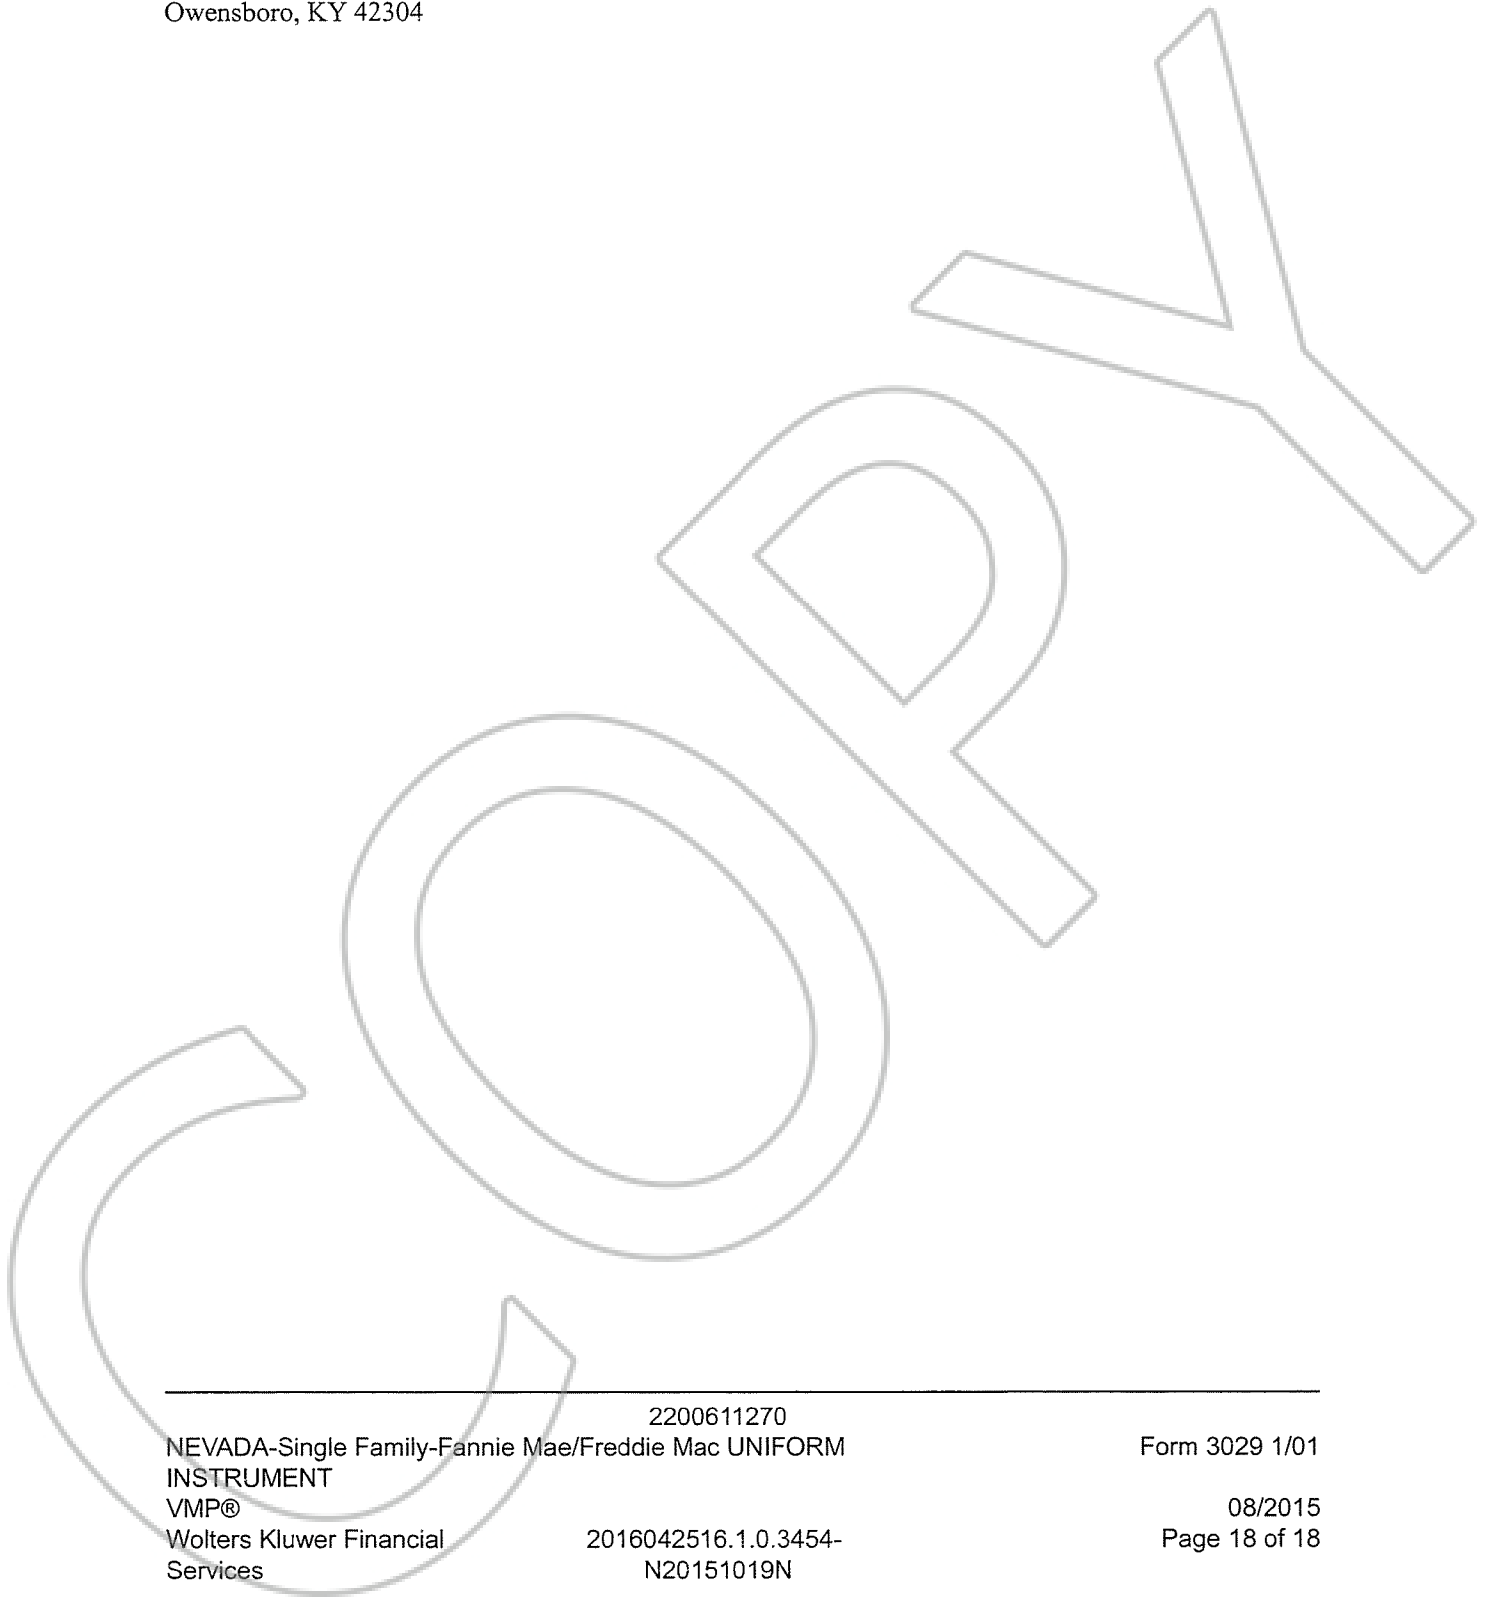 Owensboro, KY 42304
COPY
2200611270
NEVADA-Single Family-Fannie Mae/Freddie Mac UNIFORM Form 3029 1/01
INSTRUMENT
VMP® 08/2015
Wolters Kluwer Financial 2016042516.1.0.3454- Page 18 of 18
Services N20151019N